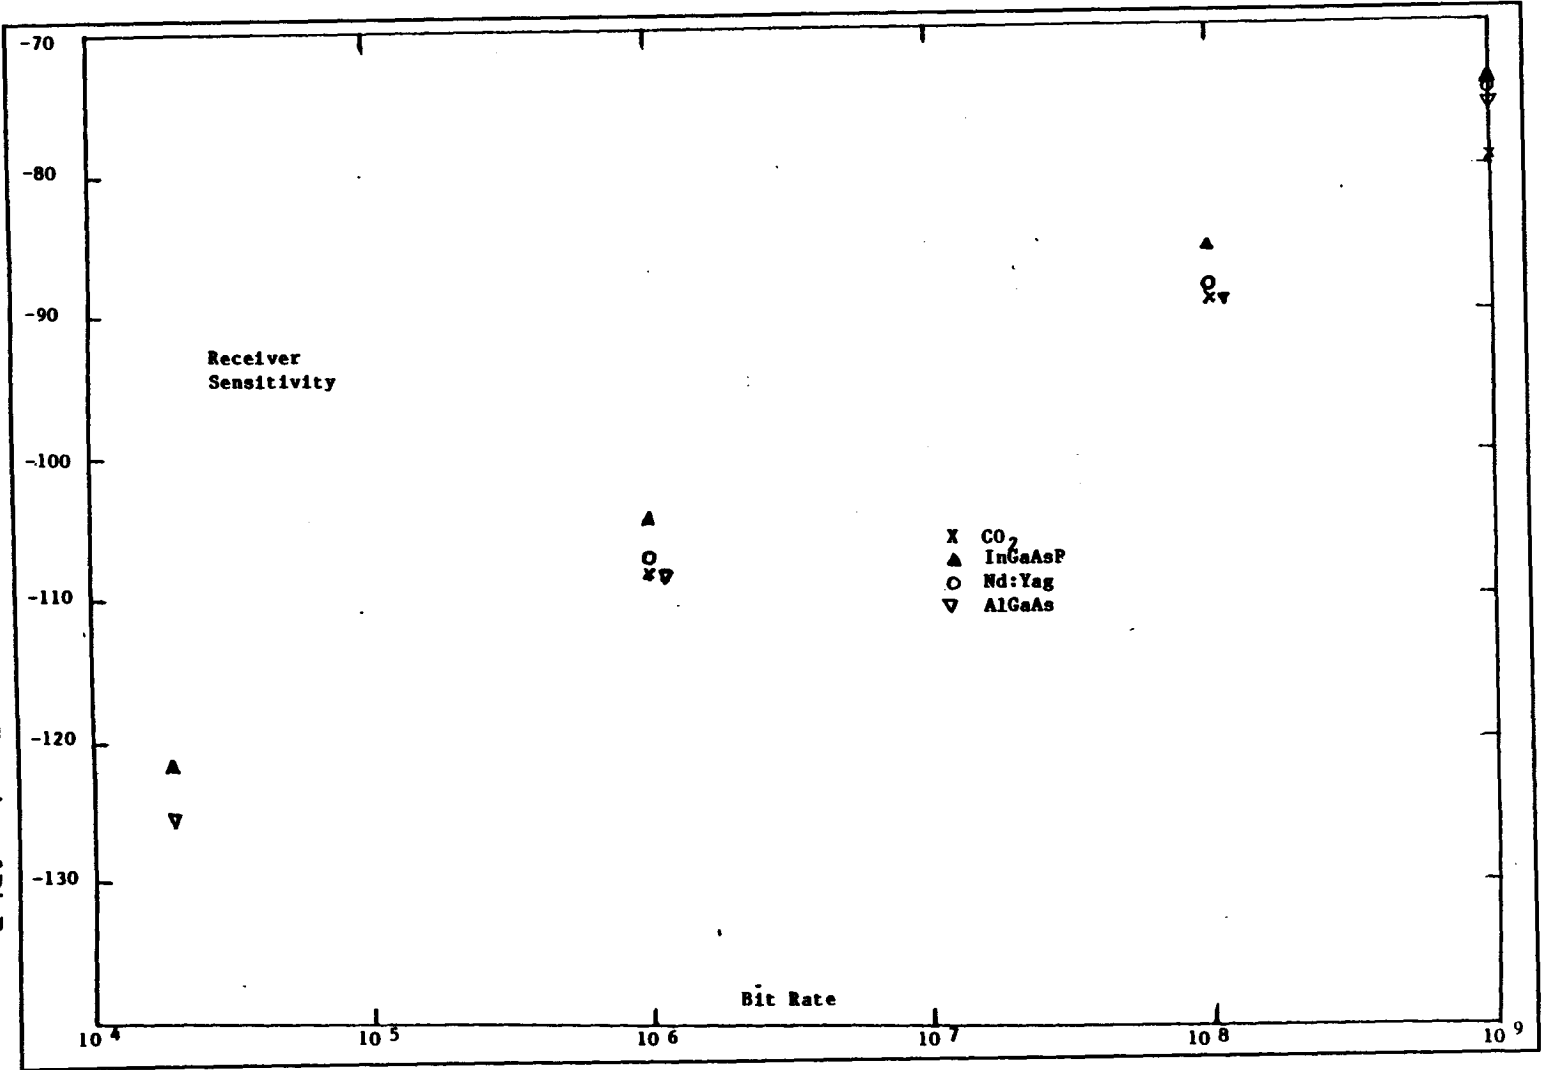 -70
-80
-90
Receiver
Sensitivity
-100
X CO2
▲ InGaAsP
O Nd:Yag
▽ AlGaAs
-110
-120
-130
Bit Rate
10^4 10^5 10^6 10^7 10^8 10^9